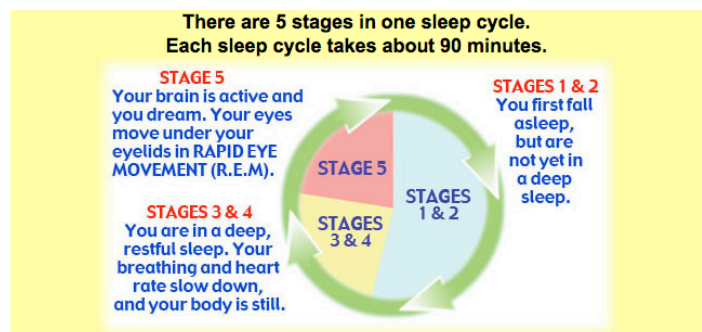 There are 5 stages in one sleep cycle.
Each sleep cycle takes about 90 minutes.
STAGE 5
Your brain is active and
you dream. Your eyes
move under your
eyelids in RAPID EYE
MOVEMENT (R.E.M).
STAGES 1 & 2
You first fall
asleep,
but are
not yet in
a deep
sleep.
STAGE 5
STAGES
1 & 2
STAGES
3 & 4
STAGES 3 & 4
You are in a deep,
restful sleep. Your
breathing and heart
rate slow down,
and your body is still.